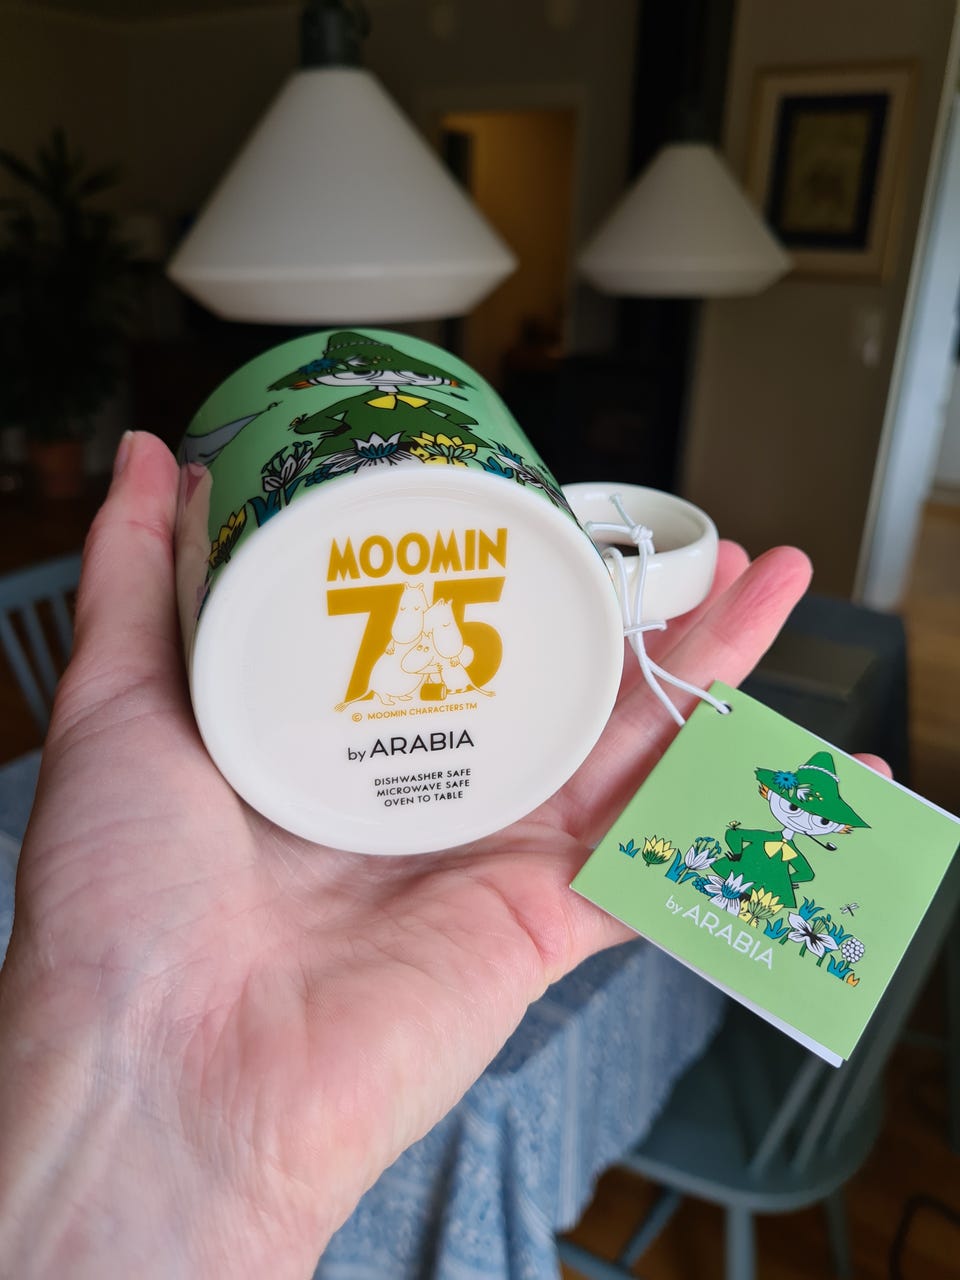 MOOMIN
75
© MOOMIN CHARACTERS TM
by ARABIA
DISHWASHER SAFE
MICROWAVE SAFE
OVEN TO TABLE
by ARABIA